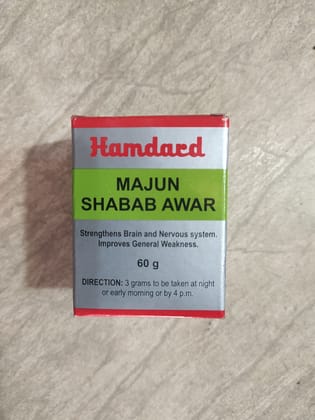 Hamdard
MAJUN
SHABAB AWAR
Strengthens Brain and Nervous system.
Improves General Weakness.
60 g
DIRECTION: 3 grams to be taken at night
or early morning or by 4 p.m.